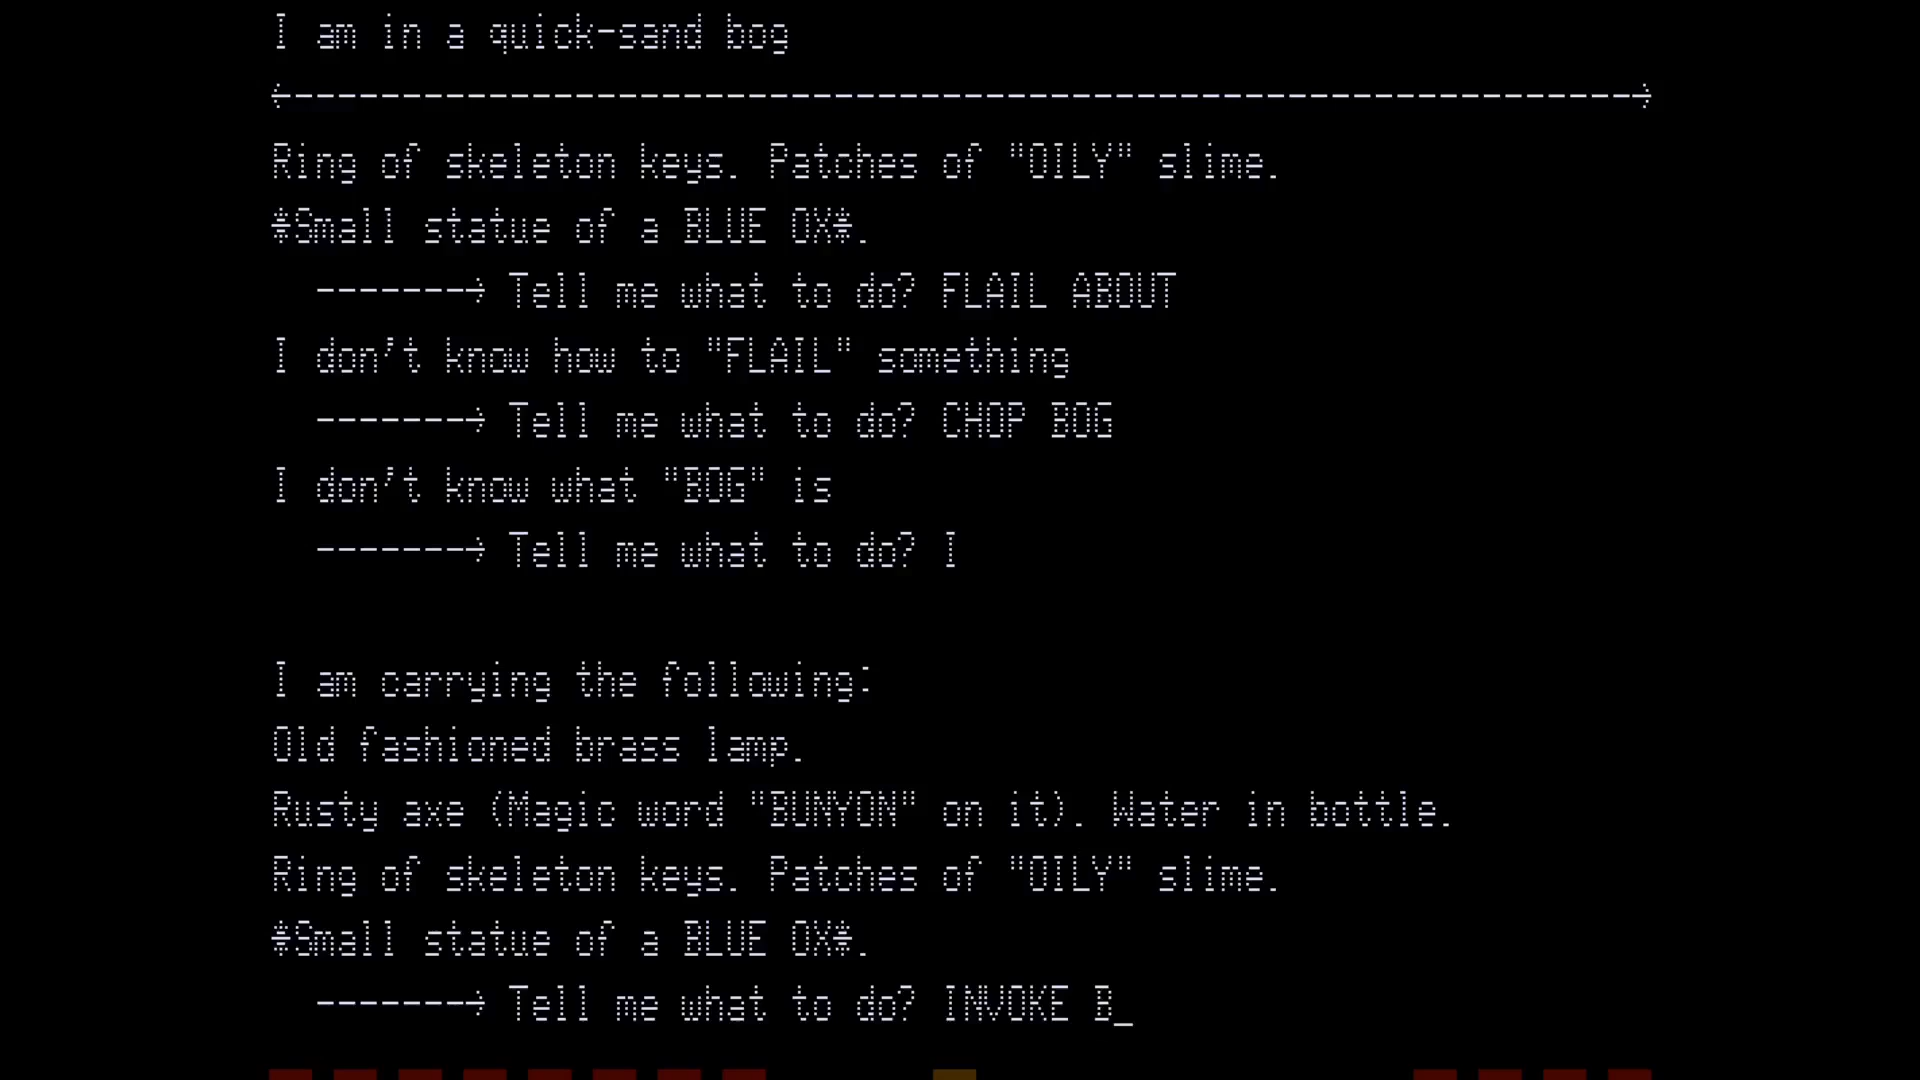 I am in a quick-sand bog
<---------------------------------------------------------------->
Ring of skeleton keys. Patches of "OILY" slime.
*Small statue of a BLUE OX*.
-------> Tell me what to do? FLAIL ABOUT
I don't know how to "FLAIL" something
-------> Tell me what to do? CHOP BOG
I don't know what "BOG" is
-------> Tell me what to do? I
I am carrying the following:
Old fashioned brass lamp.
Rusty axe (Magic word "BUNYON" on it). Water in bottle.
Ring of skeleton keys. Patches of "OILY" slime.
*Small statue of a BLUE OX*.
-------> Tell me what to do? INVOKE B_